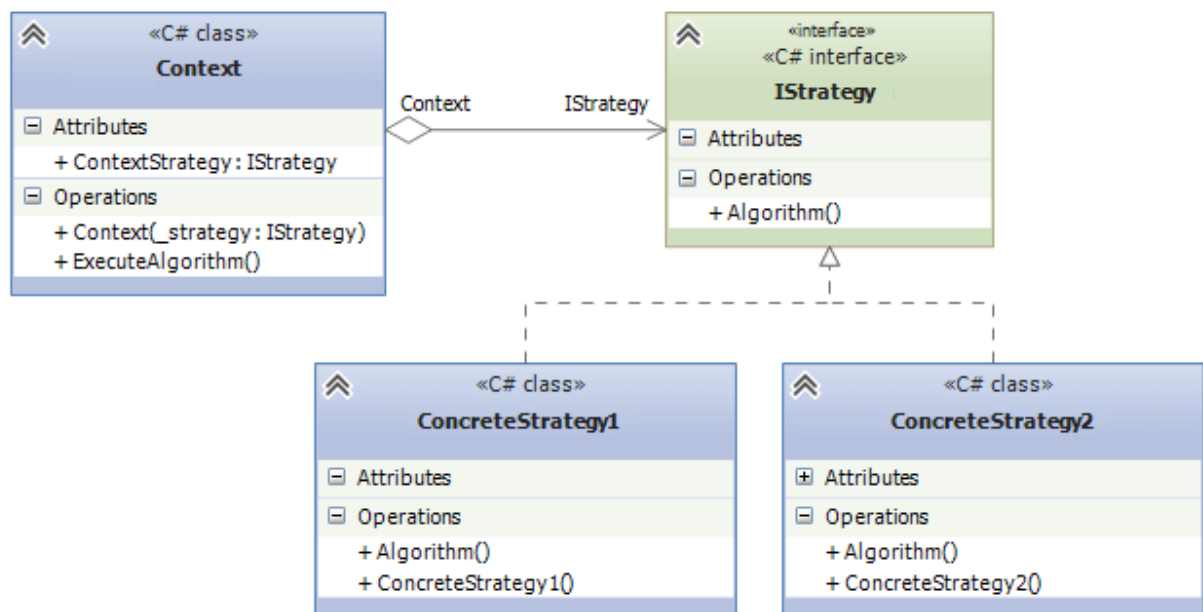 «C# class»
Context
Attributes
+ ContextStrategy : IStrategy
Operations
+ Context(_strategy : IStrategy)
+ ExecuteAlgorithm()
Context
IStrategy
«interface»
«C# interface»
IStrategy
Attributes
Operations
+ Algorithm()
«C# class»
ConcreteStrategy1
Attributes
Operations
+ Algorithm()
+ ConcreteStrategy1()
«C# class»
ConcreteStrategy2
Attributes
Operations
+ Algorithm()
+ ConcreteStrategy2()